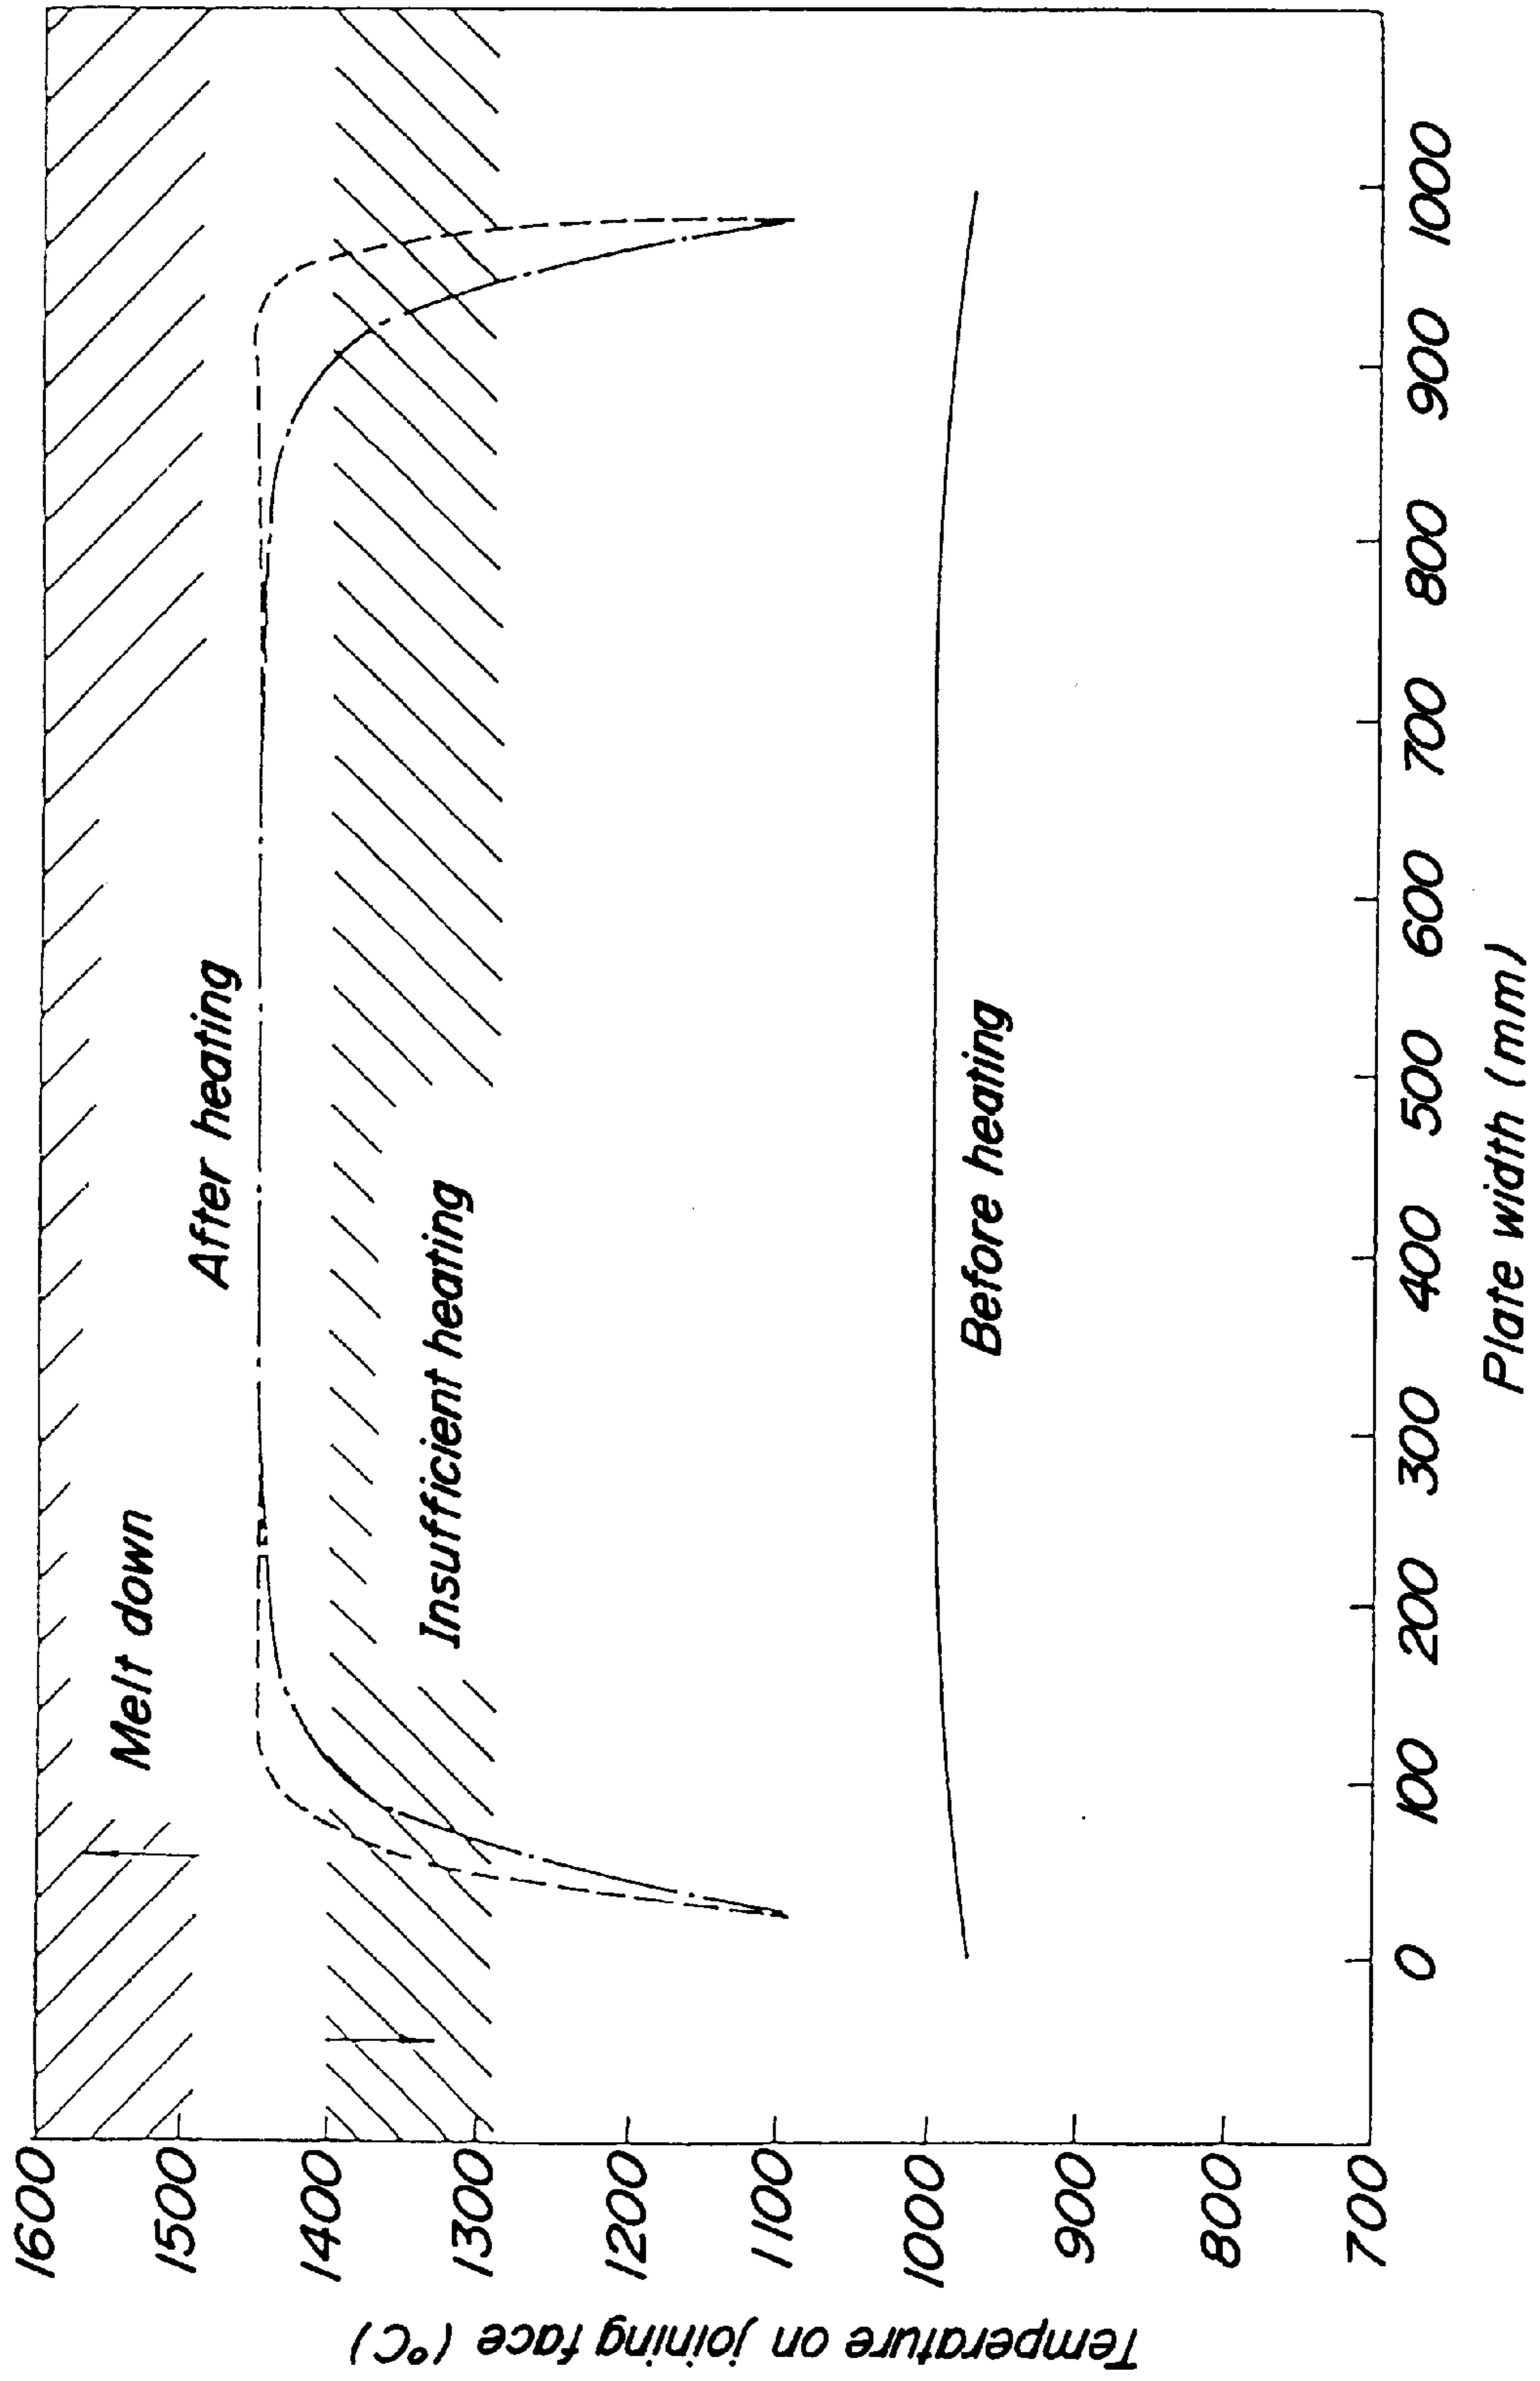 Temperature on joining face (°C)
1600
1500
1400
1300
1200
1100
1000
900
800
700
Melt down
After heating
Insufficient heating
Before heating
0 100 200 300 400 500 600 700 800 900 1000
Plate width (mm)